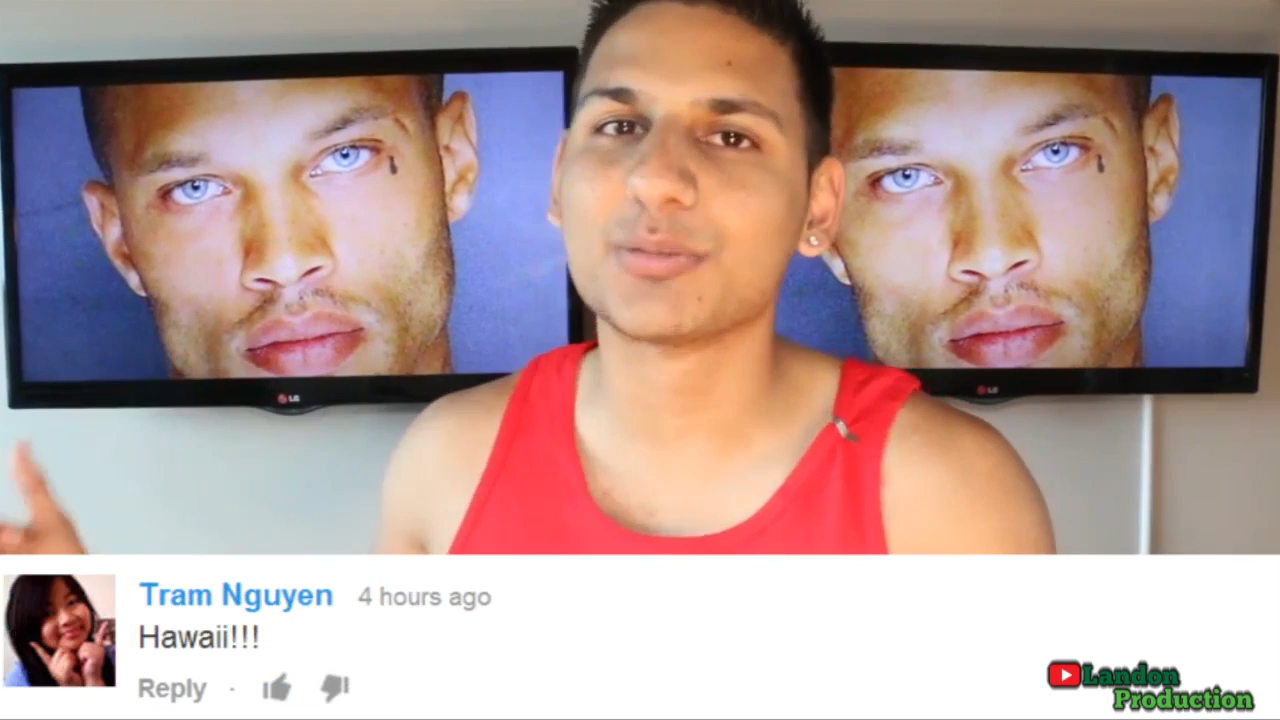 LG
LG
Tram Nguyen 4 hours ago
Hawaii!!!
Reply ·
Landon
Production